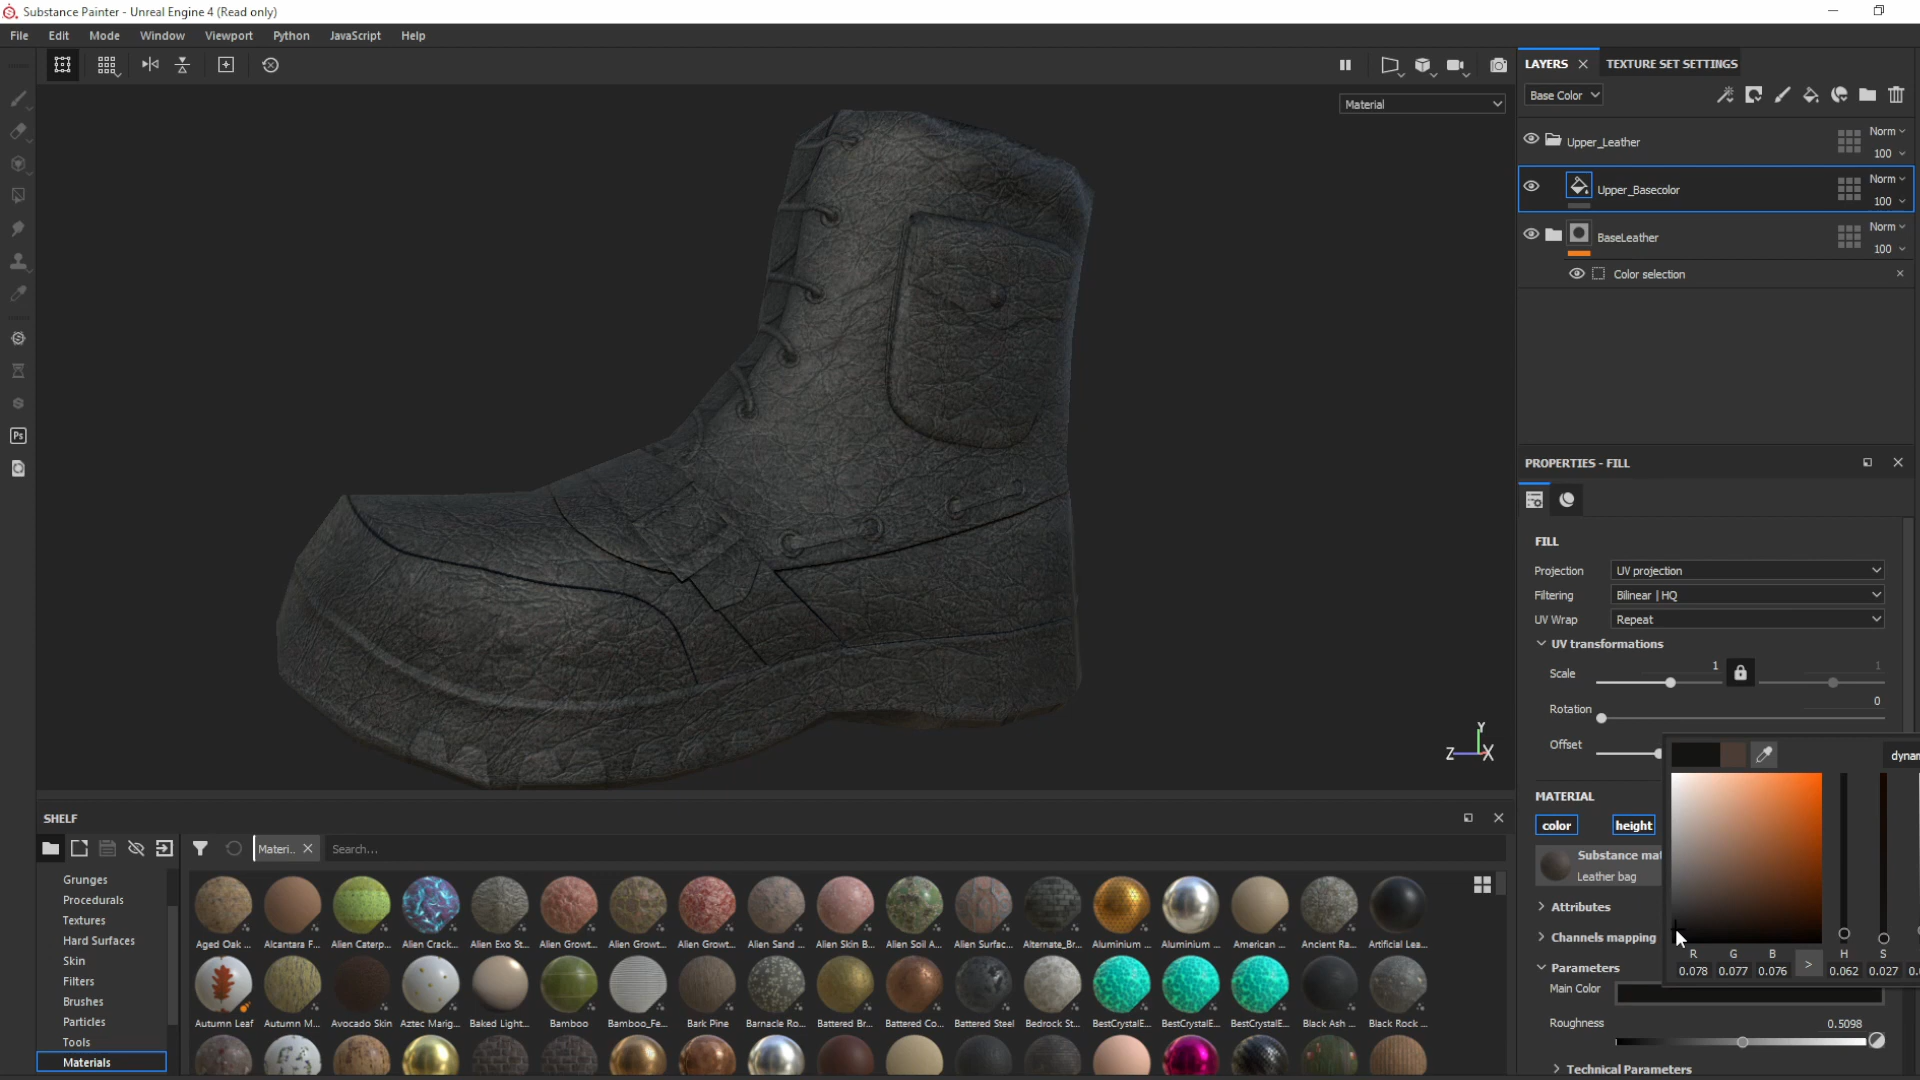 Substance Painter - Unreal Engine 4 (Read only)
File Edit Mode Window Viewport Python JavaScript Help
LAYERS TEXTURE SET SETTINGS
Material
Base Color
Upper_Leather
Norm
100
Upper_Basecolor
Norm
100
BaseLeather
Norm
100
Color selection
Ps
PROPERTIES - FILL
FILL
Projection UV projection
Filtering Bilinear | HQ
UV Wrap Repeat
UV transformations
Scale 1 1
Rotation 0
Offset
Y
Z X
dynam
MATERIAL
color height
Substance mat
Leather bag
Attributes
Channels mapping
R G B > H S
0.078 0.077 0.076 0.062 0.027 0.0
Parameters
Main Color
Roughness 0.5098
Technical Parameters
SHELF
Materi.. Search...
Grunges
Procedurals
Textures
Hard Surfaces
Skin
Filters
Brushes
Particles
Tools
Materials
Aged Oak ... Alcantara F... Alien Caterp... Alien Crack... Alien Exo St... Alien Growt... Alien Growt... Alien Growt... Alien Sand ... Alien Skin B... Alien Soil A... Alien Surfac... Alternate_Br... Aluminium ... Aluminium ... American ... Ancient Ra... Artificial Lea...
Autumn Leaf Autumn M... Avocado Skin Aztec Marig... Baked Light... Bamboo Bamboo_Fe... Bark Pine Barnacle Ro... Battered Br... Battered Co... Battered Steel Bedrock St... BestCrystalE... BestCrystalE... BestCrystalE... Black Ash ... Black Rock ...